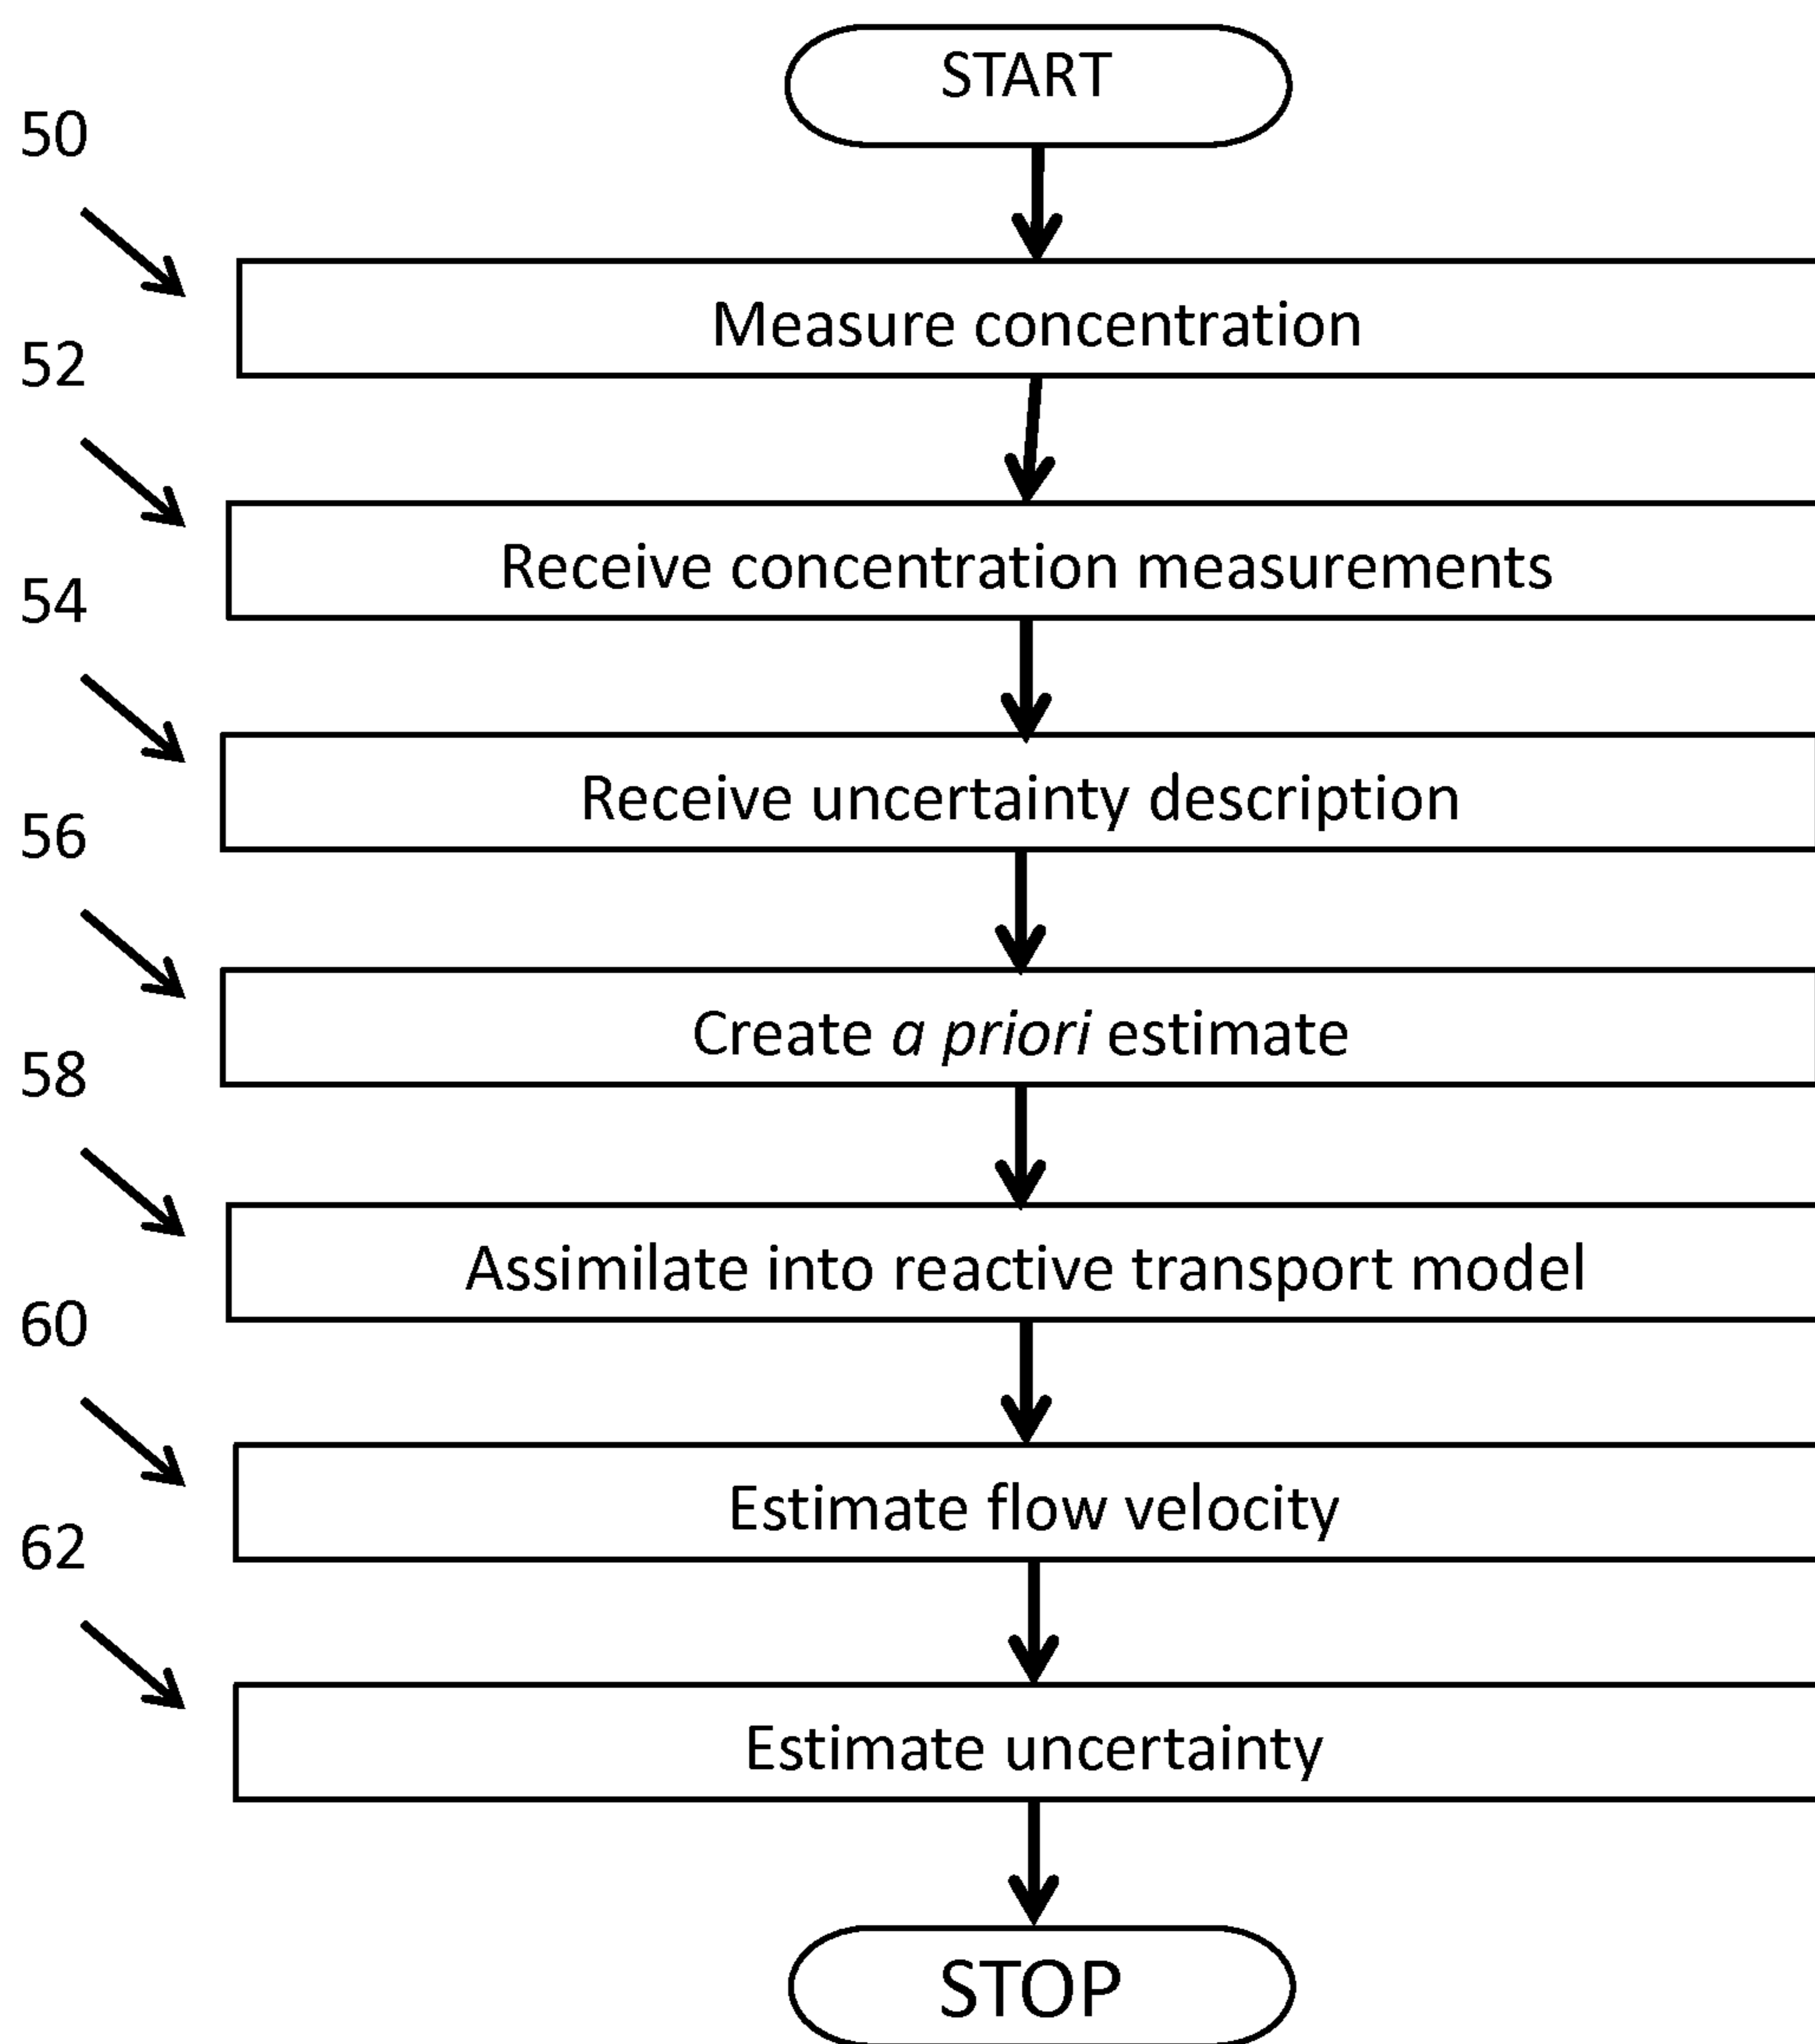 START
50
Measure concentration
52
Receive concentration measurements
54
Receive uncertainty description
56
Create a priori estimate
58
Assimilate into reactive transport model
60
Estimate flow velocity
62
Estimate uncertainty
STOP